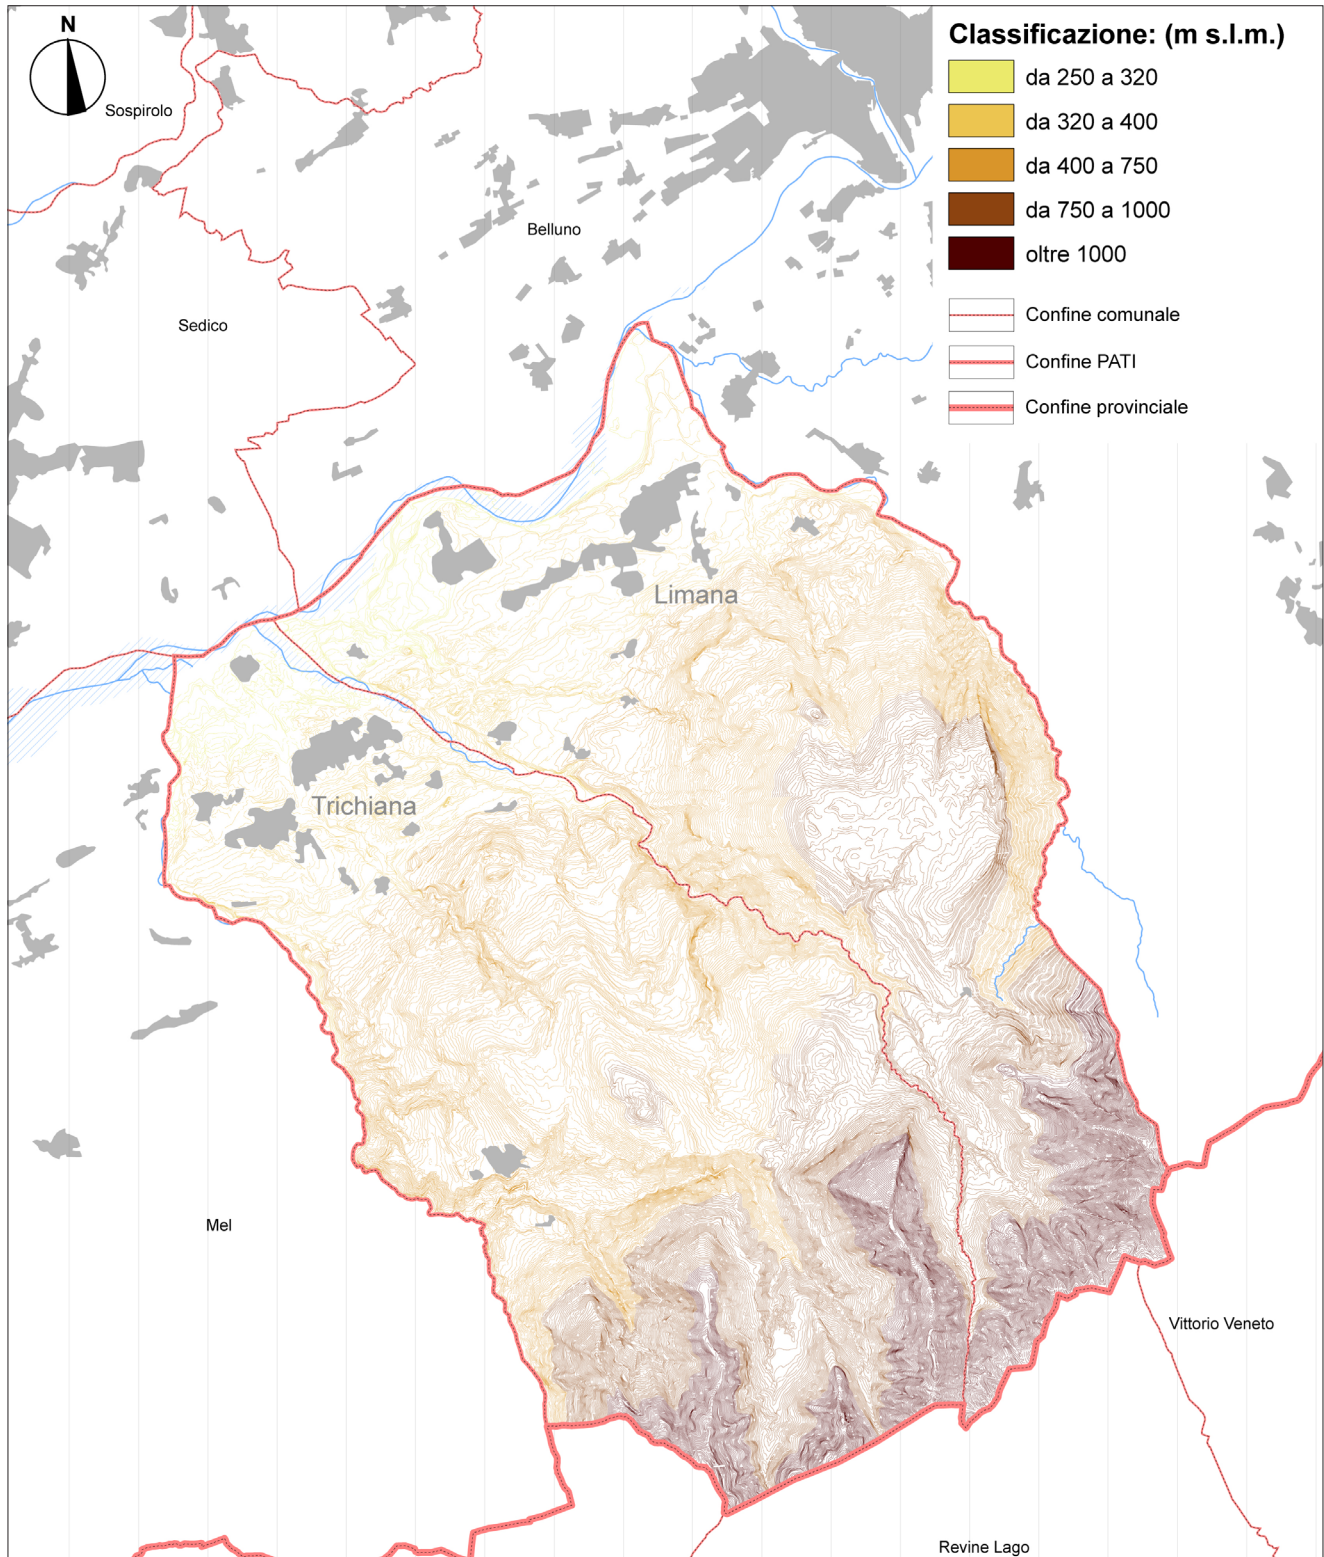 N
Classificazione: (m s.l.m.)
da 250 a 320
da 320 a 400
da 400 a 750
da 750 a 1000
oltre 1000
Confine comunale
Confine PATI
Confine provinciale
Sospirolo
Belluno
Sedico
Limana
Trichiana
Mel
Vittorio Veneto
Revine Lago